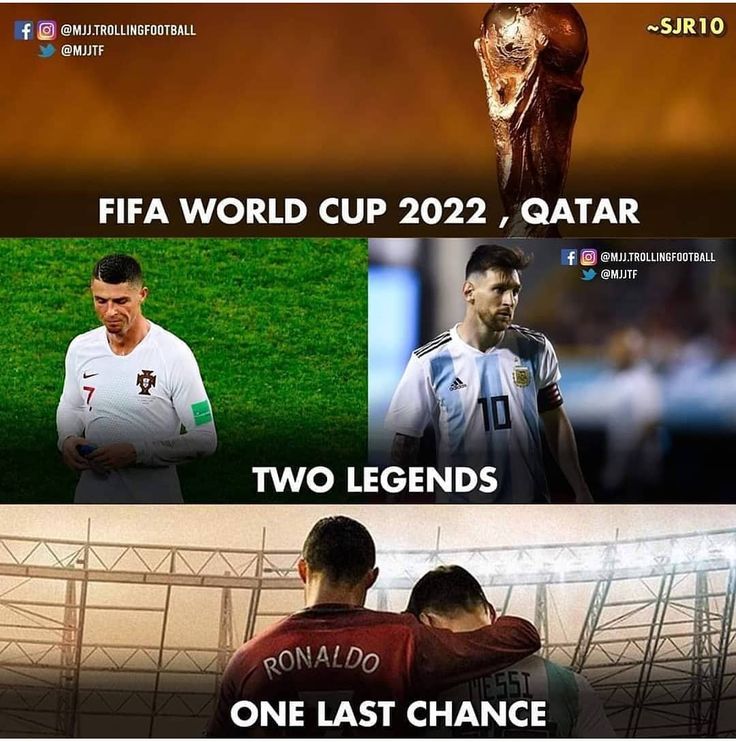 @MJJ.TROLLINGFOOTBALL
@MJJTF
~SJR10
FIFA WORLD CUP 2022 , QATAR
@MJJ.TROLLINGFOOTBALL
@MJJTF
7
10
adidas
TWO LEGENDS
RONALDO
MESSI
ONE LAST CHANCE